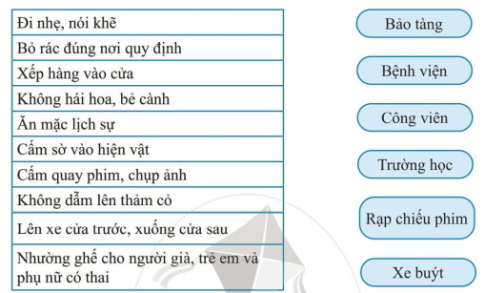 Đi nhẹ, nói khẽ
Bỏ rác đúng nơi quy định
Xếp hàng vào cửa
Không hái hoa, bẻ cành
Ăn mặc lịch sự
Cấm sờ vào hiện vật
Cấm quay phim, chụp ảnh
Không dẫm lên thảm cỏ
Lên xe cửa trước, xuống cửa sau
Nhường ghế cho người già, trẻ em và
phụ nữ có thai
Bảo tàng
Bệnh viện
Công viên
Trường học
Rạp chiếu phim
Xe buýt